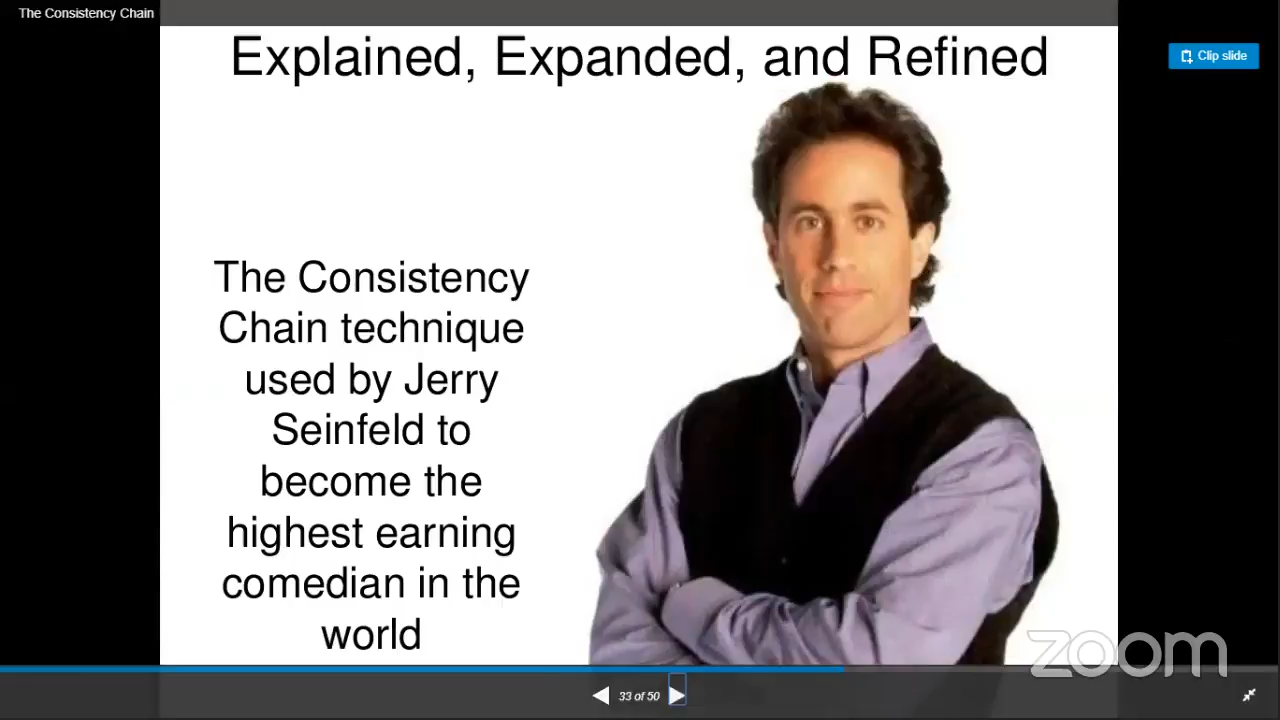 The Consistency Chain
Clip slide
Explained, Expanded, and Refined
The Consistency
Chain technique
used by Jerry
Seinfeld to
become the
highest earning
comedian in the
world
zoom
33 of 50